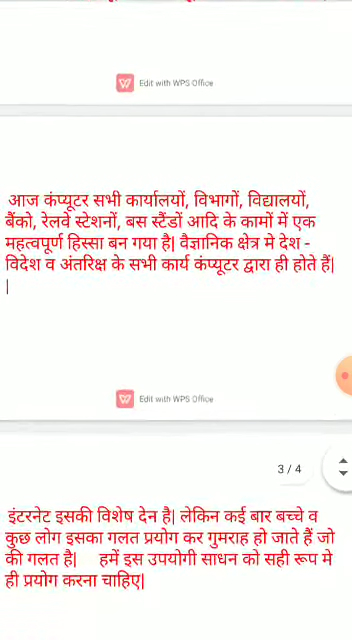 Edit with WPS Office
आज कंप्यूटर सभी कार्यालयों, विभागों, विद्यालयों,
बैंको, रेलवे स्टेशनों, बस स्टैंडों आदि के कामों में एक
महत्वपूर्ण हिस्सा बन गया है| वैज्ञानिक क्षेत्र मे देश -
विदेश व अंतरिक्ष के सभी कार्य कंप्यूटर द्वारा ही होते हैं|
|
Edit with WPS Office
3 / 4
इंटरनेट इसकी विशेष देन है| लेकिन कई बार बच्चे व
कुछ लोग इसका गलत प्रयोग कर गुमराह हो जाते हैं जो
की गलत है| हमें इस उपयोगी साधन को सही रूप मे
ही प्रयोग करना चाहिए|